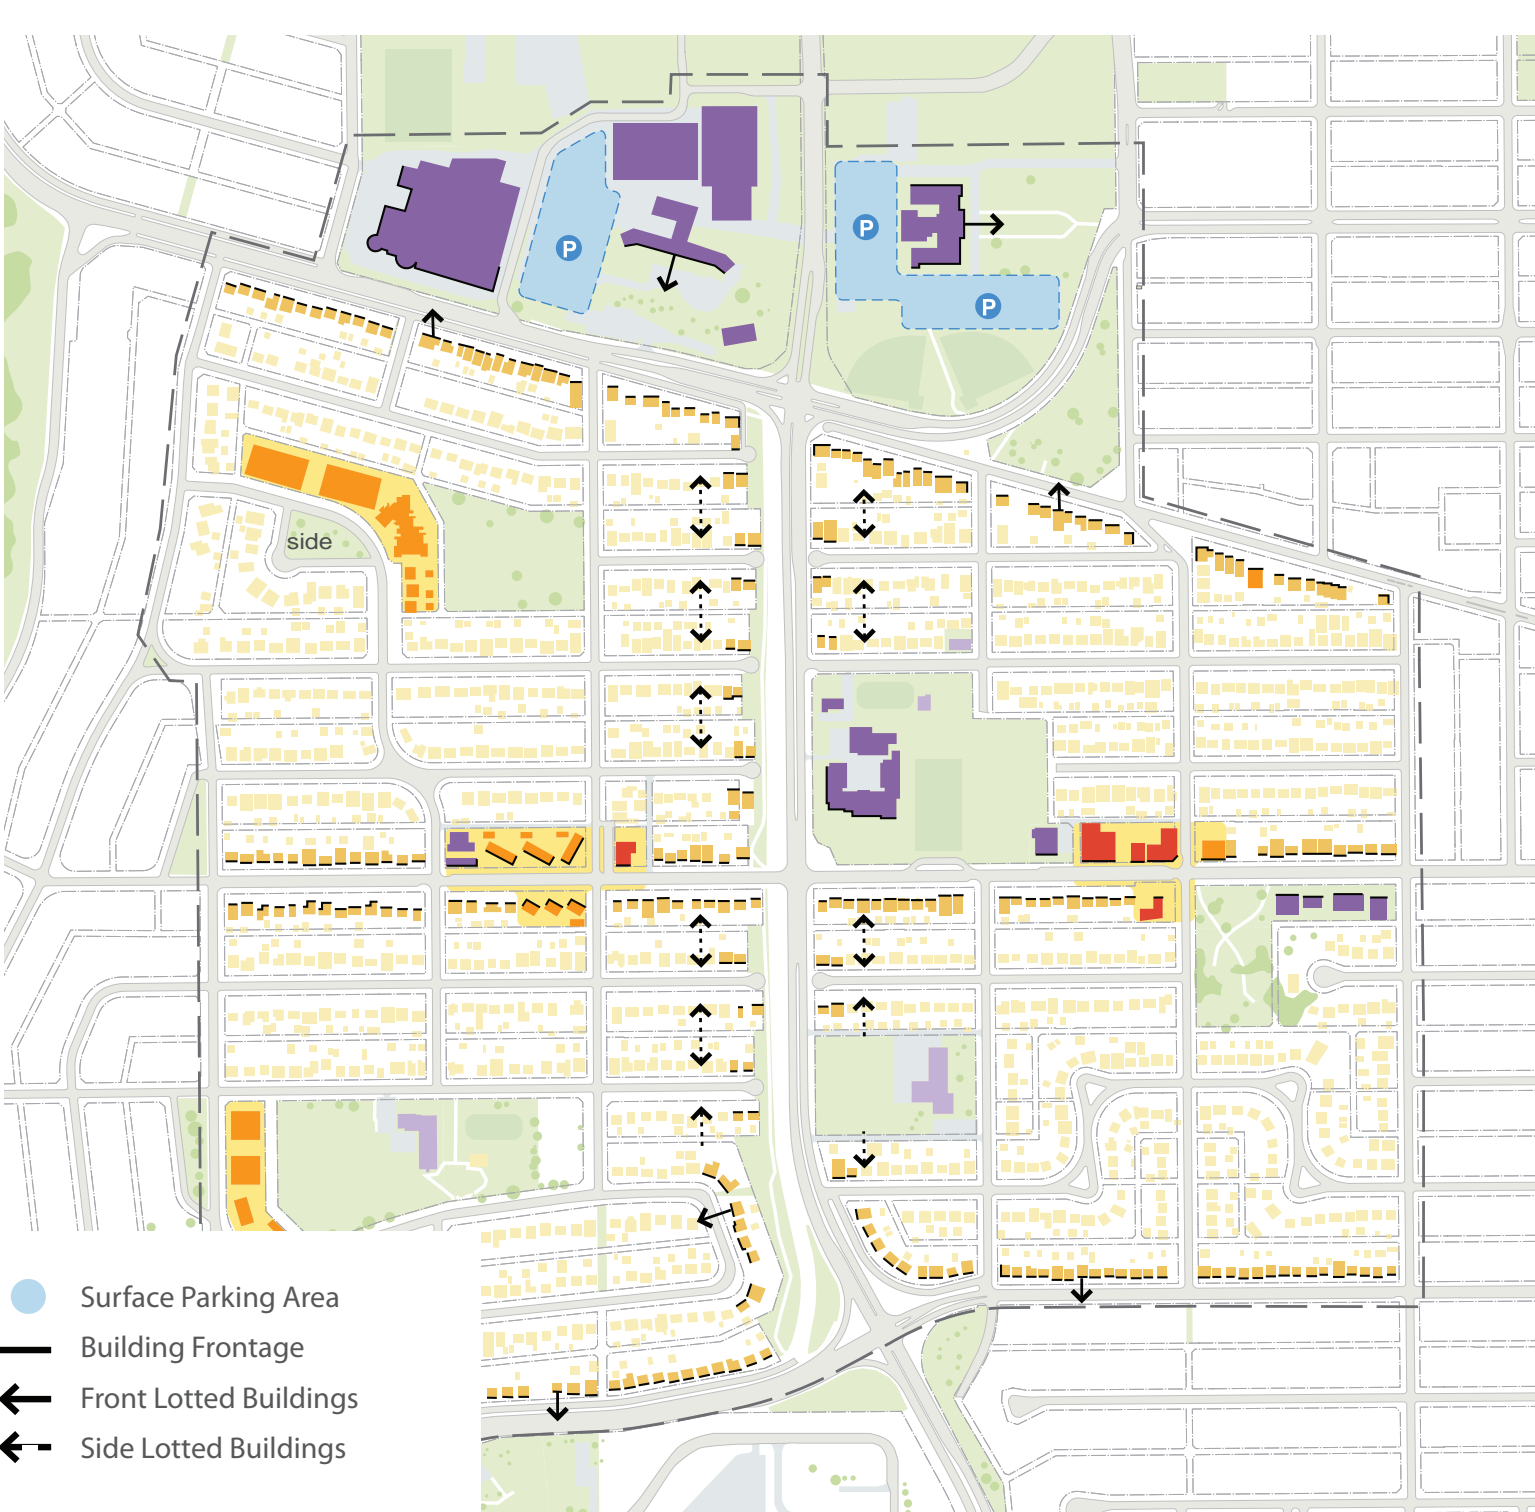 P
P
P
side
Surface Parking Area
Building Frontage
Front Lotted Buildings
Side Lotted Buildings